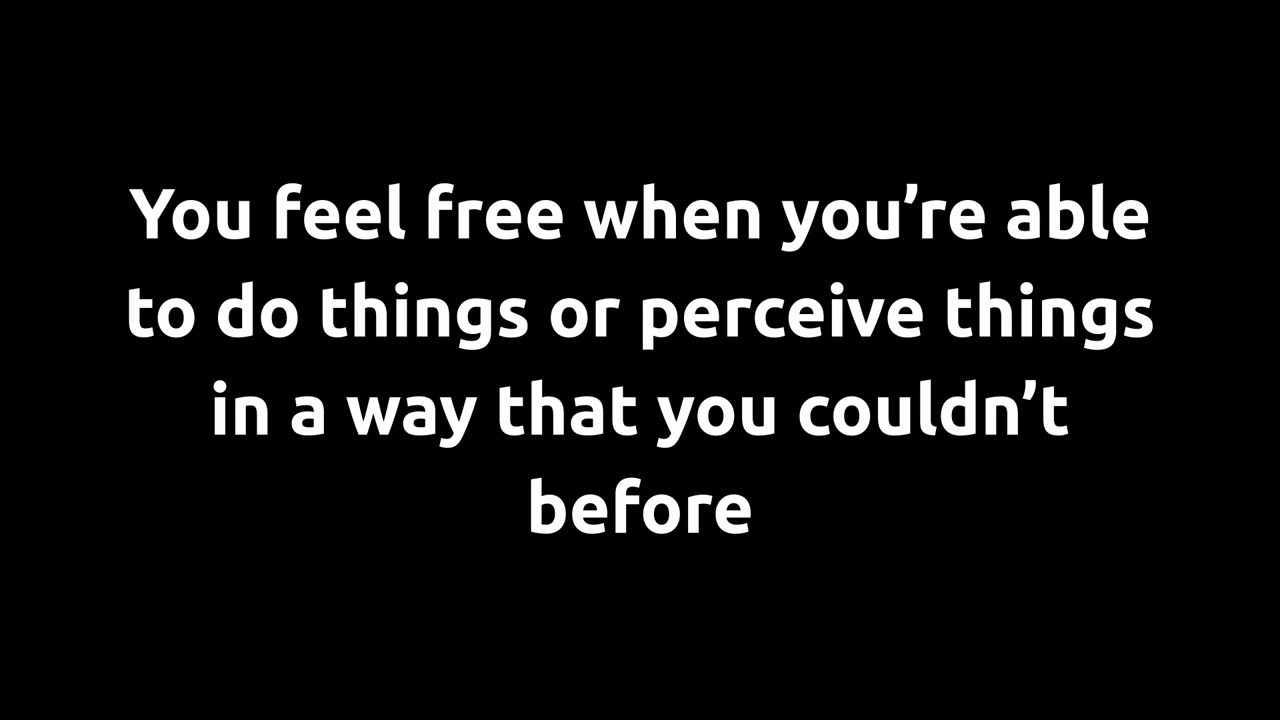 You feel free when you’re able
to do things or perceive things
in a way that you couldn’t
before